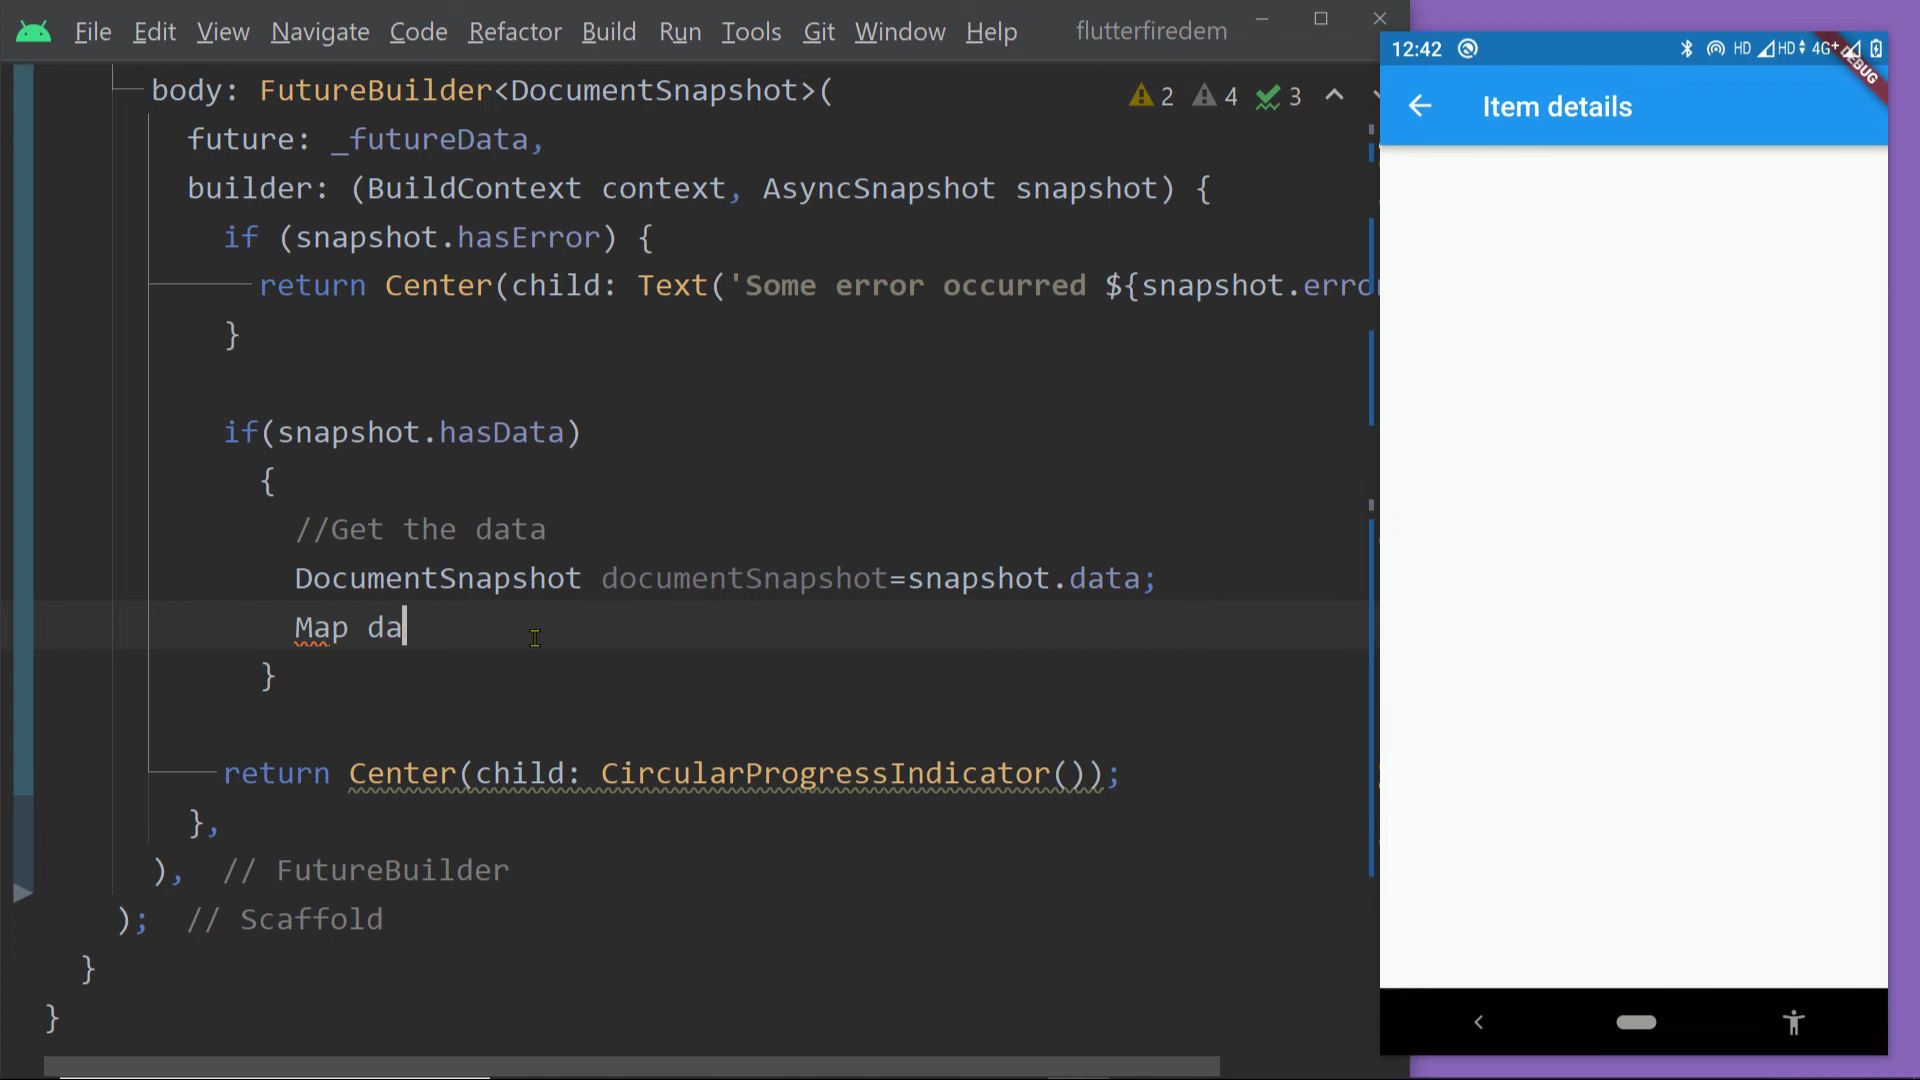 File Edit View Navigate Code Refactor Build Run Tools Git Window Help flutterfiredem
body: FutureBuilder<DocumentSnapshot>(
2 4 3
future: _futureData,
builder: (BuildContext context, AsyncSnapshot snapshot) {
if (snapshot.hasError) {
return Center(child: Text('Some error occurred ${snapshot.erro
}
if(snapshot.hasData)
{
//Get the data
DocumentSnapshot documentSnapshot=snapshot.data;
Map da
}
return Center(child: CircularProgressIndicator());
},
), // FutureBuilder
); // Scaffold
}
}
12:42 HD HD 4G+
DEBUG
Item details